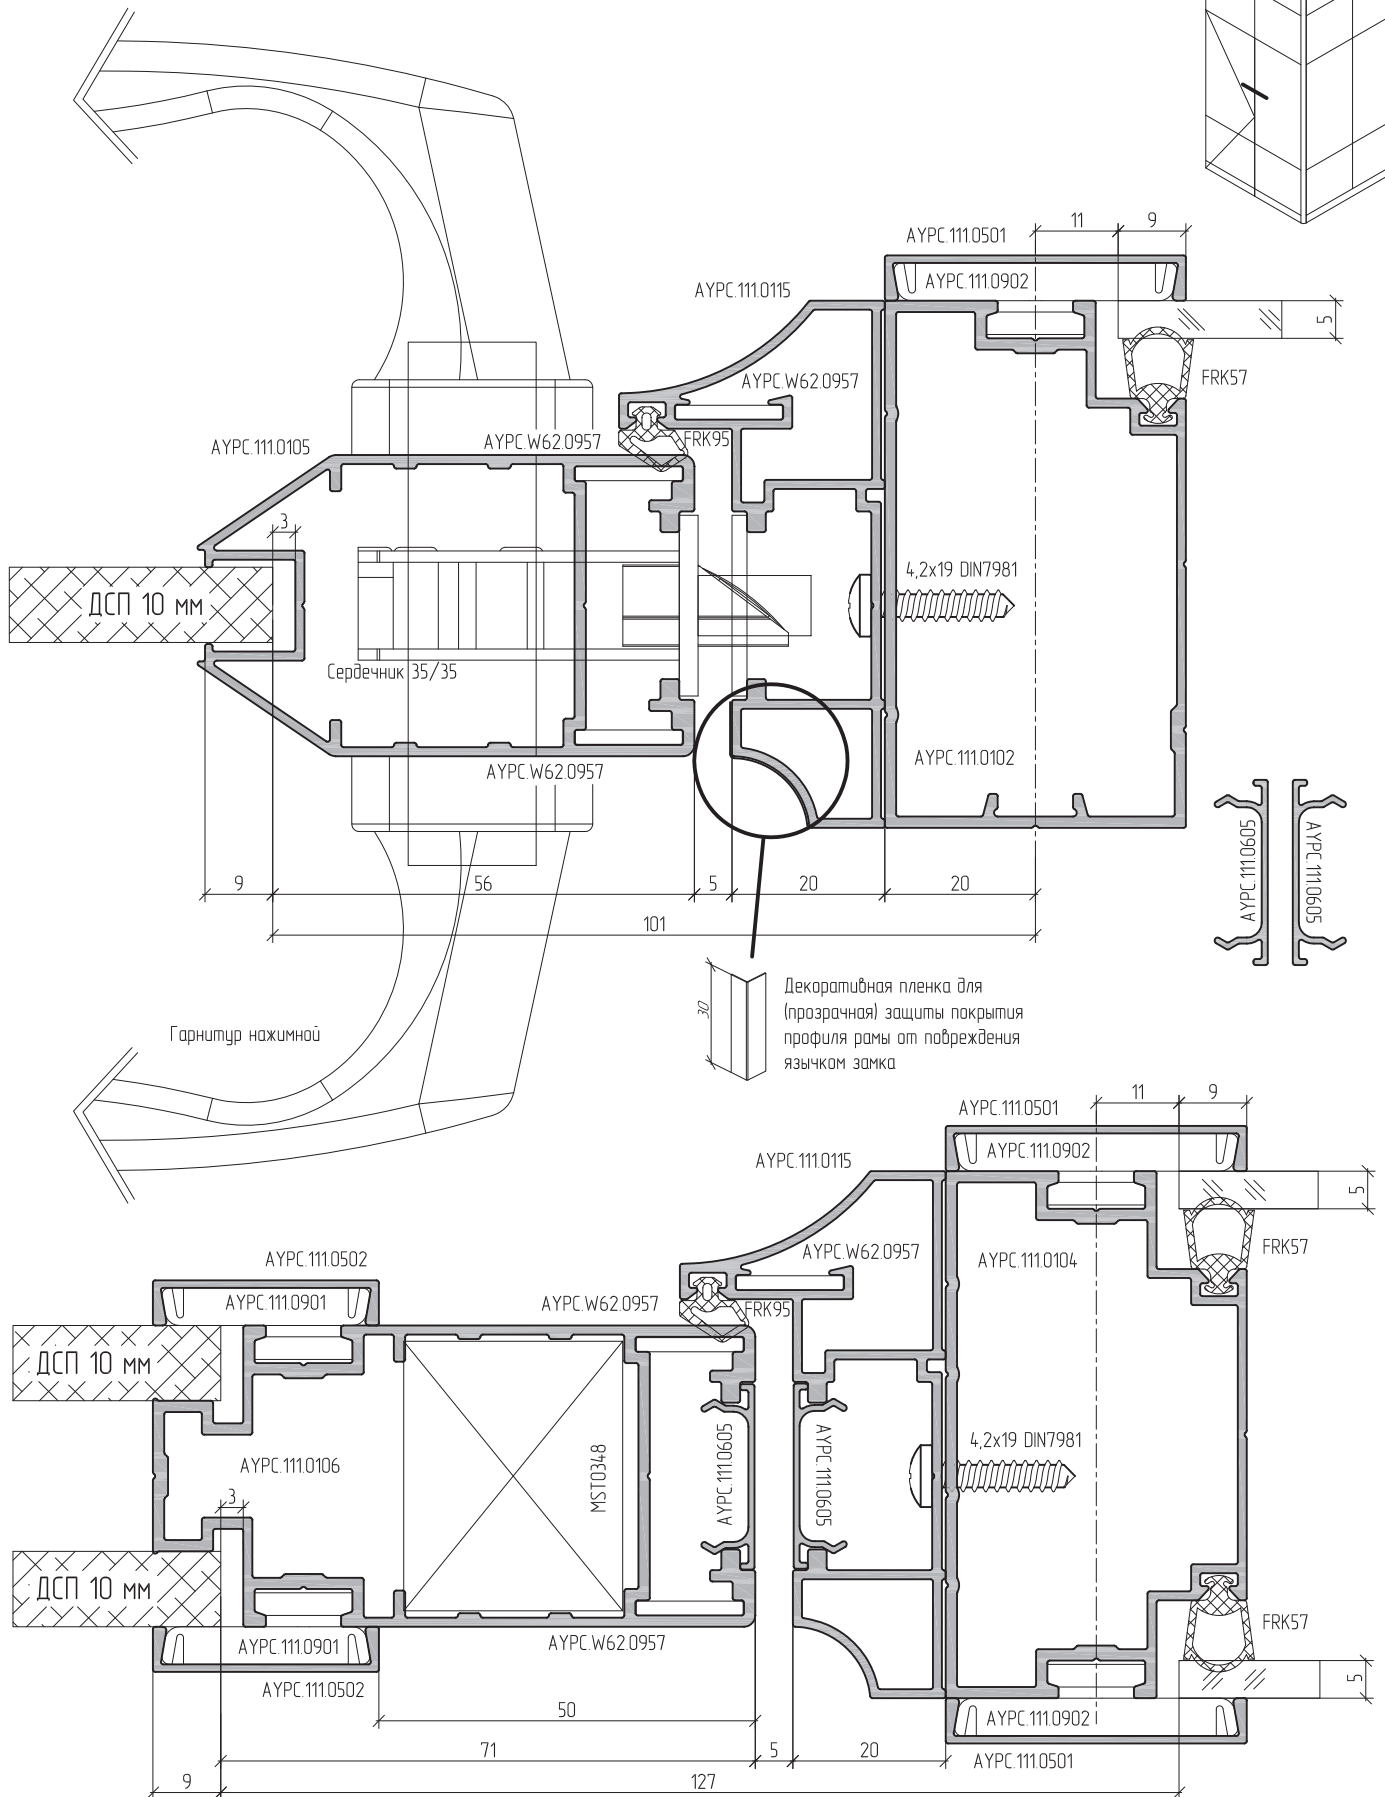 11
9
АУРС.111.0501
АУРС.111.0902
АУРС.111.0115
5
АУРС.W62.0957
FRK57
АУРС.111.0105
АУРС.W62.0957
FRK95
3
4,2x19 DIN7981
ДСП 10 мм
Сердечник 35/35
АУРС.111.0102
АУРС.W62.0957
АУРС.111.0605
АУРС.111.0605
9
56
5
20
20
101
30
Декоративная пленка для
(прозрачная) защиты покрытия
профиля рамы от повреждения
язычком замка
Гарнитур нажимной
11
9
АУРС.111.0501
АУРС.111.0902
АУРС.111.0115
5
АУРС.W62.0957
АУРС.111.0104
FRK57
АУРС.111.0502
АУРС.111.0901
АУРС.W62.0957
FRK95
ДСП 10 мм
4,2x19 DIN7981
АУРС.111.0106
MST0348
АУРС.111.0605
АУРС.111.0605
3
ДСП 10 мм
FRK57
АУРС.111.0901
АУРС.W62.0957
АУРС.111.0502
5
АУРС.111.0902
АУРС.111.0501
50
71
5
20
9
127